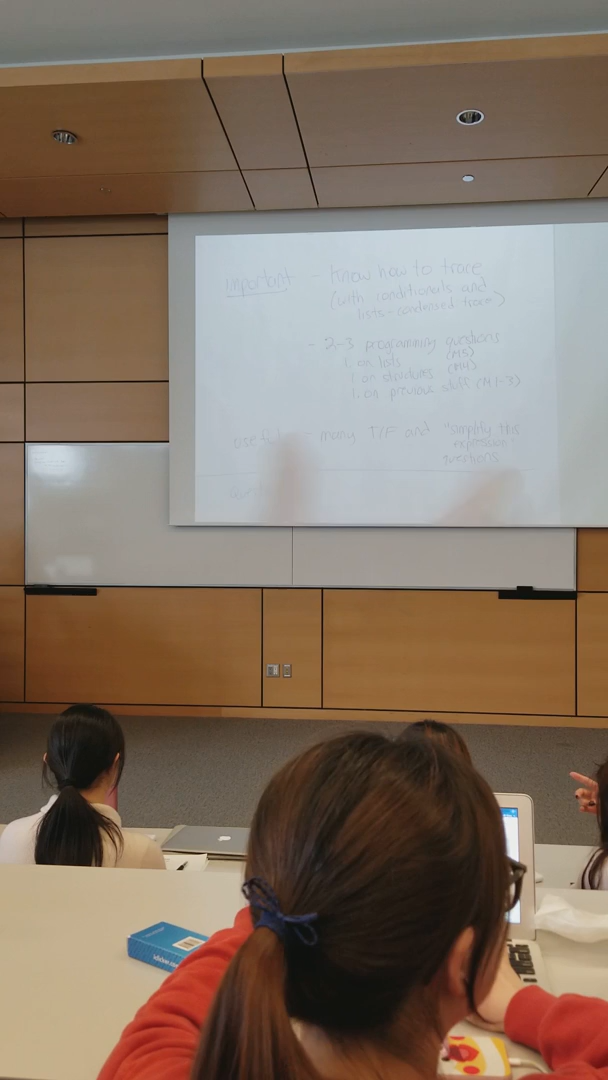 important - Know how to trace
(with conditionals and
lists - condensed trace)
- 2-3 programming questions
1. on lists (M5)
1. on structures (M4)
1. on previous stuff (M1-3)
- many T/F and "simplify this
expression"
questions